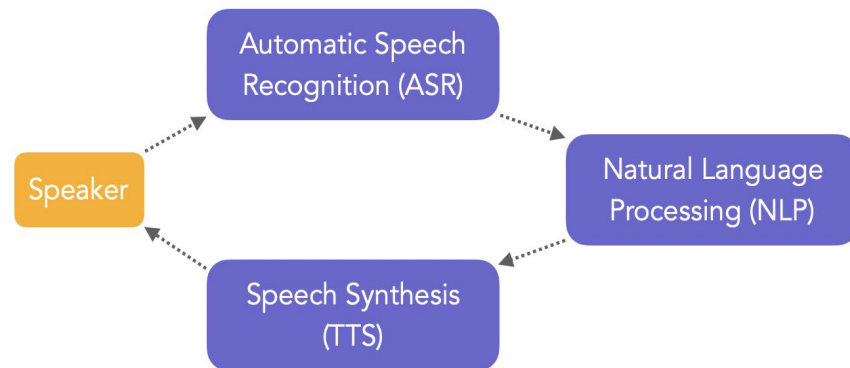 Automatic Speech
Recognition (ASR)
Speaker
Natural Language
Processing (NLP)
Speech Synthesis
(TTS)